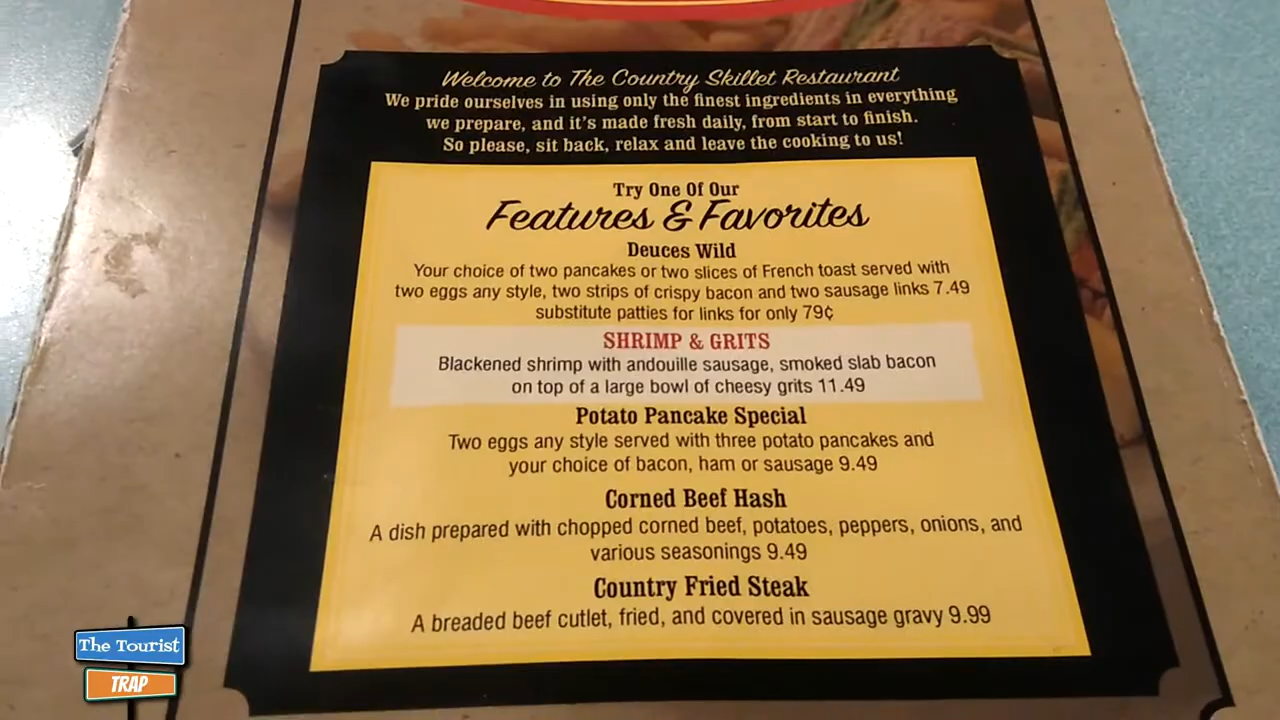 Welcome to The Country Skillet Restaurant
We pride ourselves in using only the finest ingredients in everything
we prepare, and it's made fresh daily, from start to finish.
So please, sit back, relax and leave the cooking to us!
Try One Of Our
Features & Favorites
Deuces Wild
Your choice of two pancakes or two slices of French toast served with
two eggs any style, two strips of crispy bacon and two sausage links 7.49
substitute patties for links for only 79¢
SHRIMP & GRITS
Blackened shrimp with andouille sausage, smoked slab bacon
on top of a large bowl of cheesy grits 11.49
Potato Pancake Special
Two eggs any style served with three potato pancakes and
your choice of bacon, ham or sausage 9.49
Corned Beef Hash
A dish prepared with chopped corned beef, potatoes, peppers, onions, and
various seasonings 9.49
Country Fried Steak
A breaded beef cutlet, fried, and covered in sausage gravy 9.99
The Tourist
TRAP